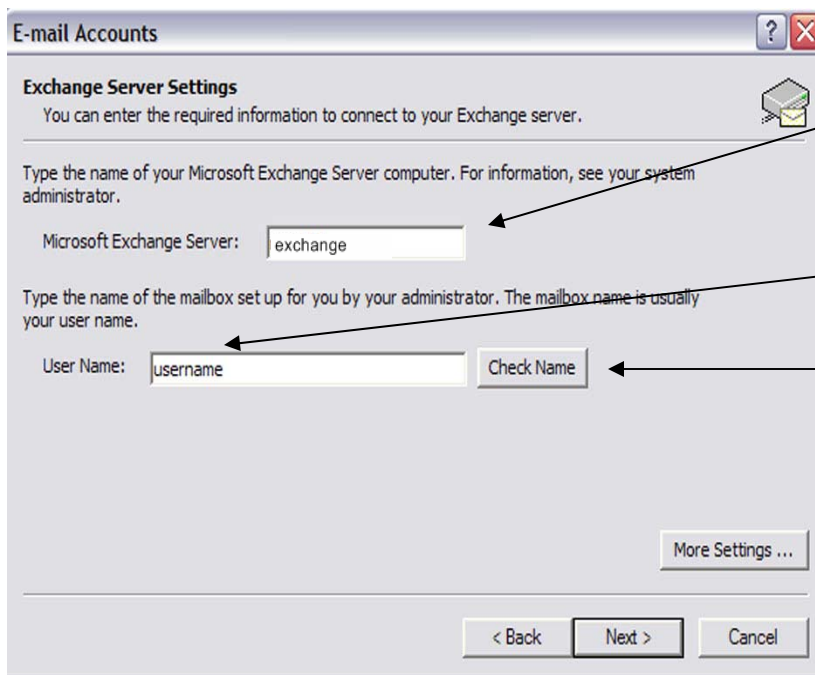 E-mail Accounts
Exchange Server Settings
You can enter the required information to connect to your Exchange server.
Type the name of your Microsoft Exchange Server computer. For information, see your system
administrator.
Microsoft Exchange Server: exchange
Type the name of the mailbox set up for you by your administrator. The mailbox name is usually
your user name.
User Name: username Check Name
More Settings ...
< Back Next > Cancel